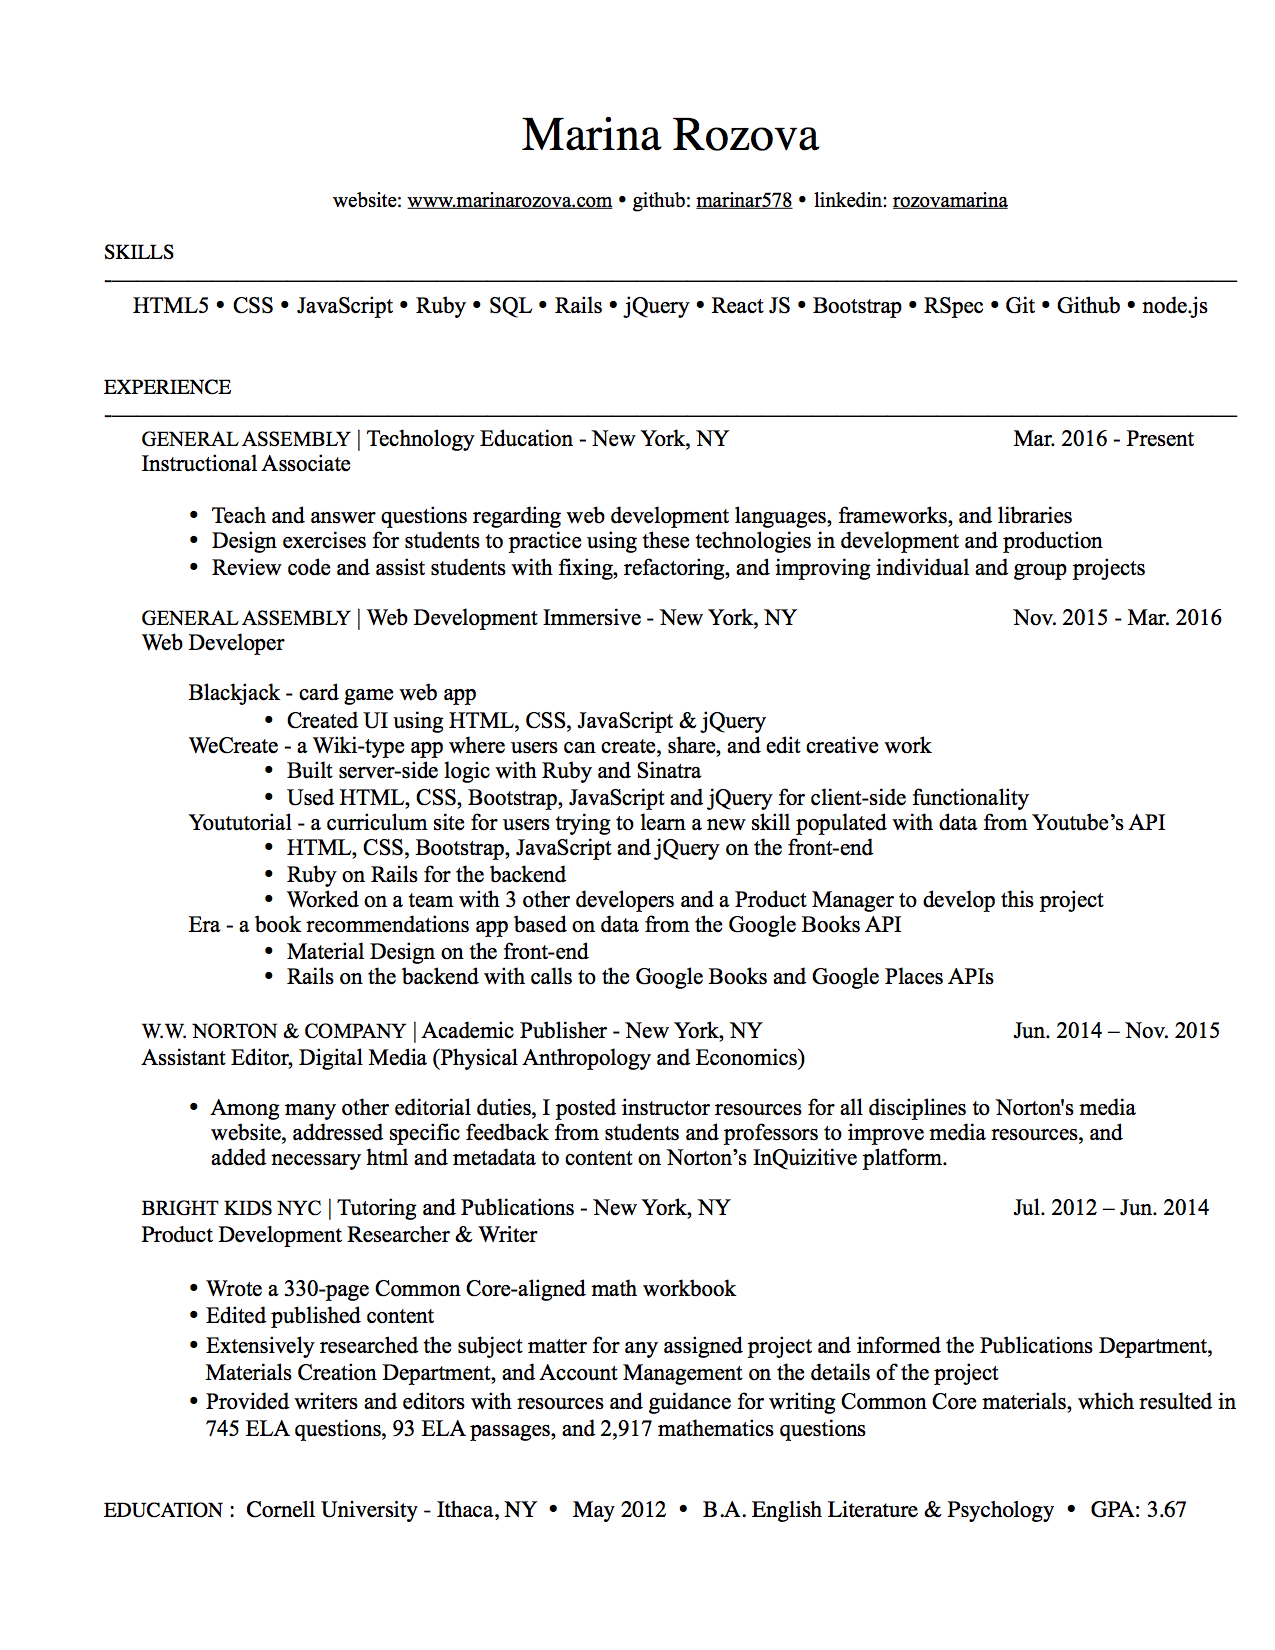 Marina Rozova
website: www.marinarozova.com • github: marinar578 • linkedin: rozovamarina
SKILLS
HTML5 • CSS • JavaScript • Ruby • SQL • Rails • jQuery • React JS • Bootstrap • RSpec • Git • Github • node.js
EXPERIENCE
GENERAL ASSEMBLY | Technology Education - New York, NY Mar. 2016 - Present
Instructional Associate
• Teach and answer questions regarding web development languages, frameworks, and libraries
• Design exercises for students to practice using these technologies in development and production
• Review code and assist students with fixing, refactoring, and improving individual and group projects
GENERAL ASSEMBLY | Web Development Immersive - New York, NY Nov. 2015 - Mar. 2016
Web Developer
Blackjack - card game web app
• Created UI using HTML, CSS, JavaScript & jQuery
WeCreate - a Wiki-type app where users can create, share, and edit creative work
• Built server-side logic with Ruby and Sinatra
• Used HTML, CSS, Bootstrap, JavaScript and jQuery for client-side functionality
Yoututorial - a curriculum site for users trying to learn a new skill populated with data from Youtube’s API
• HTML, CSS, Bootstrap, JavaScript and jQuery on the front-end
• Ruby on Rails for the backend
• Worked on a team with 3 other developers and a Product Manager to develop this project
Era - a book recommendations app based on data from the Google Books API
• Material Design on the front-end
• Rails on the backend with calls to the Google Books and Google Places APIs
W.W. NORTON & COMPANY | Academic Publisher - New York, NY Jun. 2014 – Nov. 2015
Assistant Editor, Digital Media (Physical Anthropology and Economics)
• Among many other editorial duties, I posted instructor resources for all disciplines to Norton's media
website, addressed specific feedback from students and professors to improve media resources, and
added necessary html and metadata to content on Norton’s InQuizitive platform.
BRIGHT KIDS NYC | Tutoring and Publications - New York, NY Jul. 2012 – Jun. 2014
Product Development Researcher & Writer
• Wrote a 330-page Common Core-aligned math workbook
• Edited published content
• Extensively researched the subject matter for any assigned project and informed the Publications Department,
Materials Creation Department, and Account Management on the details of the project
• Provided writers and editors with resources and guidance for writing Common Core materials, which resulted in
745 ELA questions, 93 ELA passages, and 2,917 mathematics questions
EDUCATION : Cornell University - Ithaca, NY • May 2012 • B.A. English Literature & Psychology • GPA: 3.67